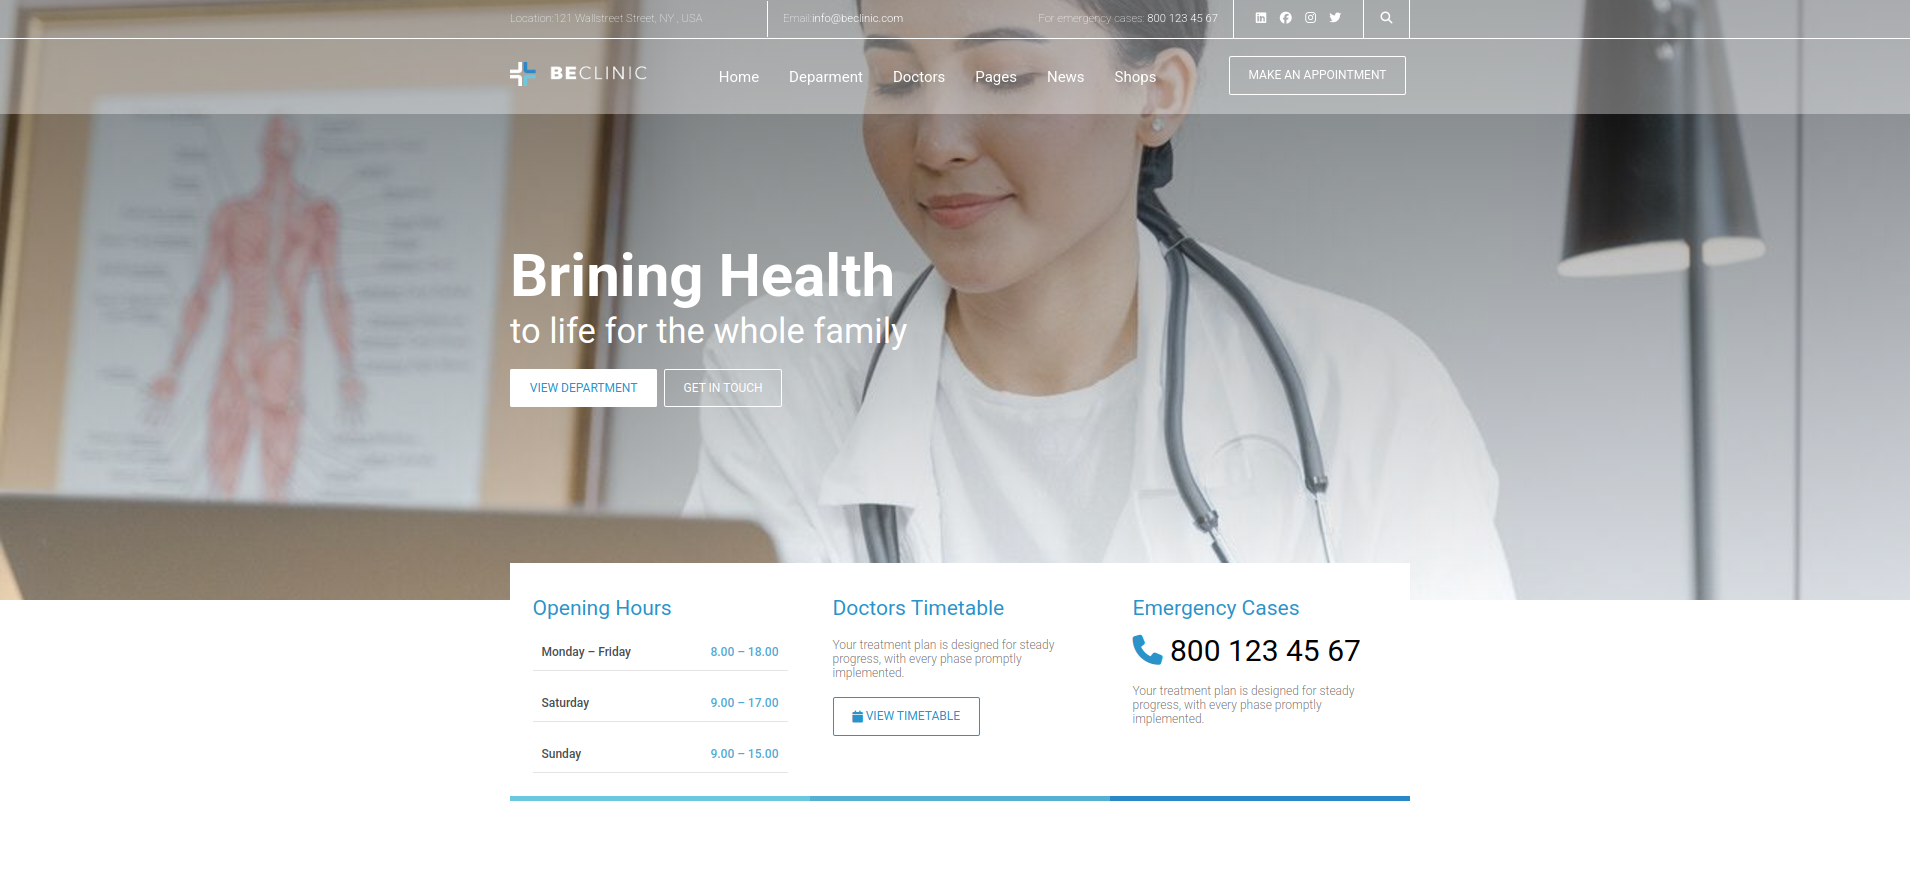 Location:121 Wallstreet Street, NY , USA
Email:info@beclinic.com
For emergency cases: 800 123 45 67
BECLINIC
Home
Deparment
Doctors
Pages
News
Shops
MAKE AN APPOINTMENT
Brining Health
to life for the whole family
VIEW DEPARTMENT
GET IN TOUCH
Opening Hours
Monday – Friday 8.00 – 18.00
Saturday 9.00 – 17.00
Sunday 9.00 – 15.00
Doctors Timetable
Your treatment plan is designed for steady
progress, with every phase promptly
implemented.
VIEW TIMETABLE
Emergency Cases
800 123 45 67
Your treatment plan is designed for steady
progress, with every phase promptly
implemented.